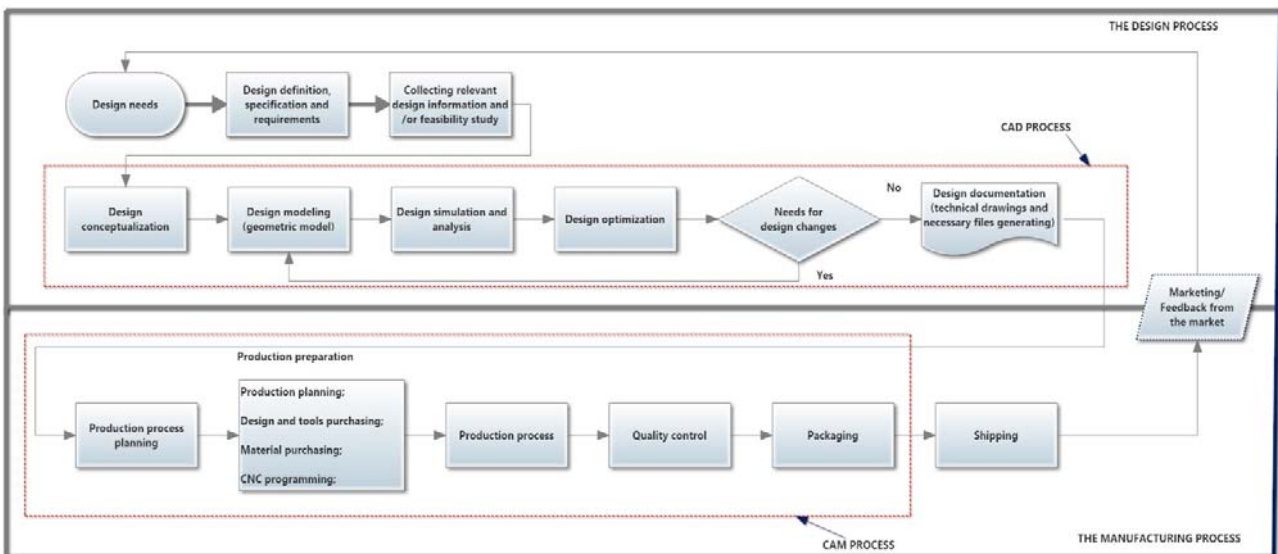 THE DESIGN PROCESS
Design needs
Design definition,
specification and
requirements
Collecting relevant
design information and
/or feasibility study
CAD PROCESS
Design
conceptualization
Design modeling
(geometric model)
Design simulation and
analysis
Design optimization
Needs for
design changes
No
Yes
Design documentation
(technical drawings and
necessary files generating)
Marketing/
Feedback from
the market
Production preparation
Production process
planning
Production planning;
Design and tools purchasing;
Material purchasing;
CNC programming;
Production process
Quality control
Packaging
Shipping
CAM PROCESS
THE MANUFACTURING PROCESS